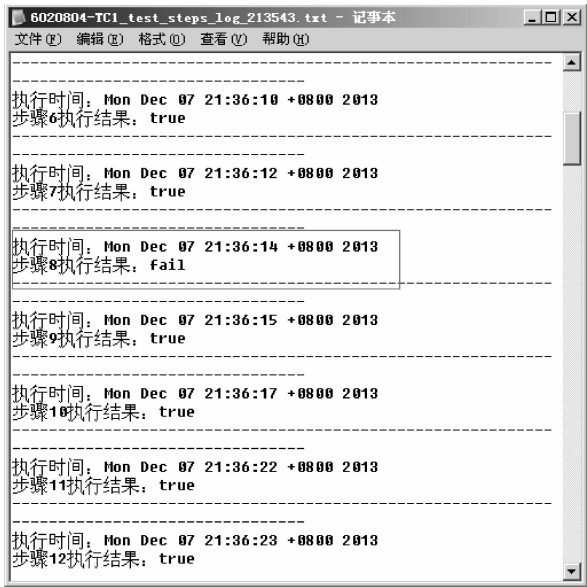 6020804-TC1_test_steps_log_213543.txt - 记事本
文件(F) 编辑(E) 格式(O) 查看(V) 帮助(H)
------------------------------------------------------------
--------------------------------
执行时间：Mon Dec 07 21:36:10 +0800 2013
步骤6执行结果：true
------------------------------------------------------------
--------------------------------
执行时间：Mon Dec 07 21:36:12 +0800 2013
步骤7执行结果：true
------------------------------------------------------------
--------------------------------
执行时间：Mon Dec 07 21:36:14 +0800 2013
步骤8执行结果：fail
------------------------------------------------------------
--------------------------------
执行时间：Mon Dec 07 21:36:15 +0800 2013
步骤9执行结果：true
------------------------------------------------------------
--------------------------------
执行时间：Mon Dec 07 21:36:17 +0800 2013
步骤10执行结果：true
------------------------------------------------------------
--------------------------------
执行时间：Mon Dec 07 21:36:22 +0800 2013
步骤11执行结果：true
------------------------------------------------------------
--------------------------------
执行时间：Mon Dec 07 21:36:23 +0800 2013
步骤12执行结果：true